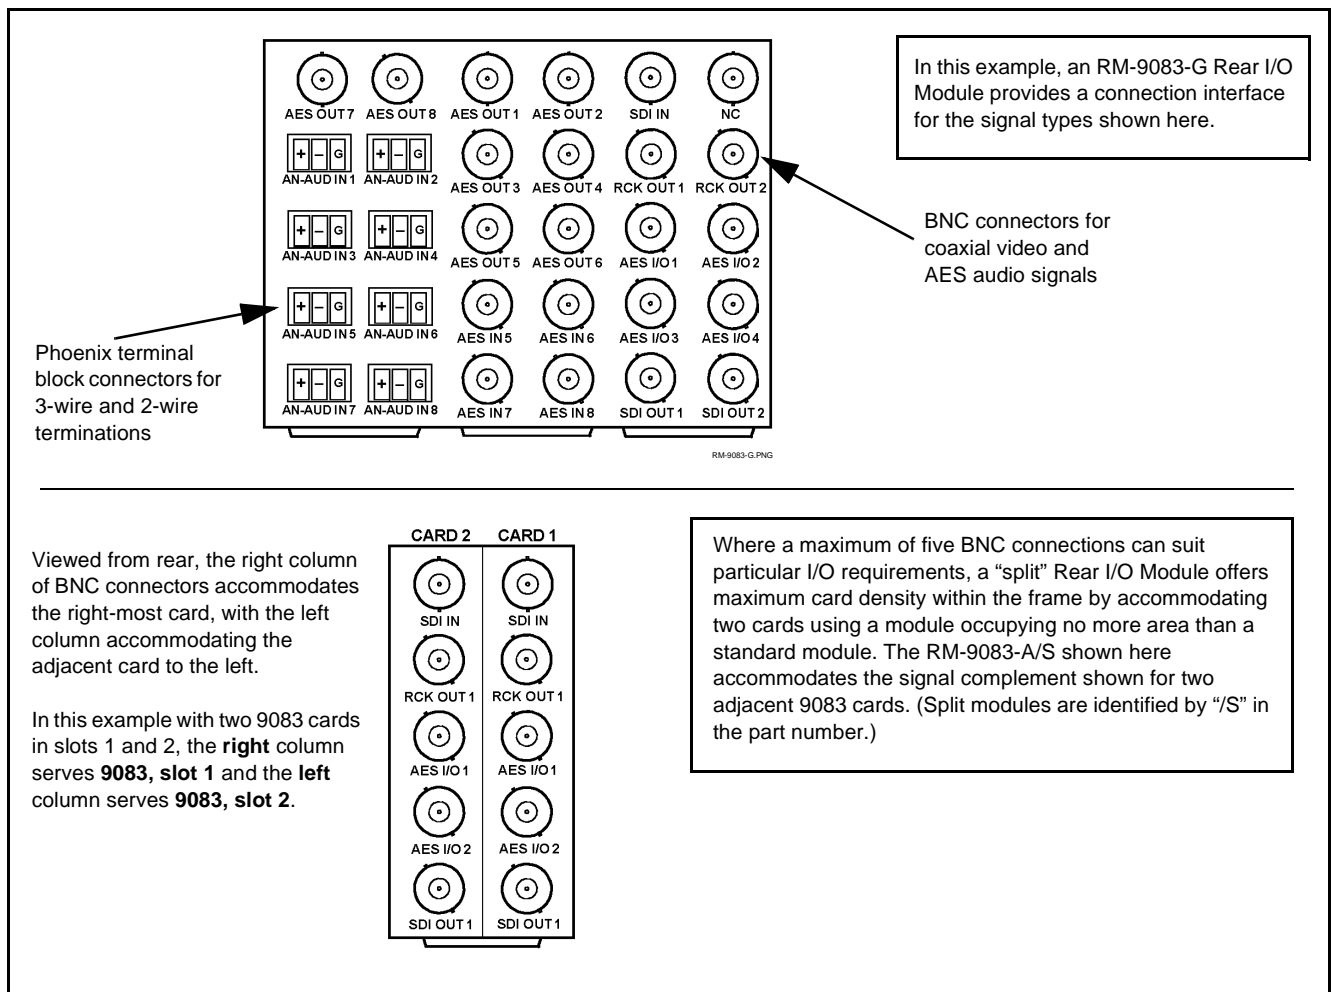 AES OUT 7 AES OUT 8 AES OUT 1 AES OUT 2 SDI IN NC
+ – G + – G
AN-AUD IN 1 AN-AUD IN 2 AES OUT 3 AES OUT 4 RCK OUT 1 RCK OUT 2
+ – G + – G
AN-AUD IN 3 AN-AUD IN 4 AES OUT 5 AES OUT 6 AES I/O 1 AES I/O 2
+ – G + – G
AN-AUD IN 5 AN-AUD IN 6 AES IN 5 AES IN 6 AES I/O 3 AES I/O 4
+ – G + – G
AN-AUD IN 7 AN-AUD IN 8 AES IN 7 AES IN 8 SDI OUT 1 SDI OUT 2
RM-9083-G.PNG
In this example, an RM-9083-G Rear I/O
Module provides a connection interface
for the signal types shown here.
BNC connectors for
coaxial video and
AES audio signals
Phoenix terminal
block connectors for
3-wire and 2-wire
terminations
Viewed from rear, the right column
of BNC connectors accommodates
the right-most card, with the left
column accommodating the
adjacent card to the left.
In this example with two 9083 cards
in slots 1 and 2, the right column
serves 9083, slot 1 and the left
column serves 9083, slot 2.
CARD 2 CARD 1
SDI IN SDI IN
RCK OUT 1 RCK OUT 1
AES I/O 1 AES I/O 1
AES I/O 2 AES I/O 2
SDI OUT 1 SDI OUT 1
Where a maximum of five BNC connections can suit
particular I/O requirements, a “split” Rear I/O Module offers
maximum card density within the frame by accommodating
two cards using a module occupying no more area than a
standard module. The RM-9083-A/S shown here
accommodates the signal complement shown for two
adjacent 9083 cards. (Split modules are identified by “/S” in
the part number.)